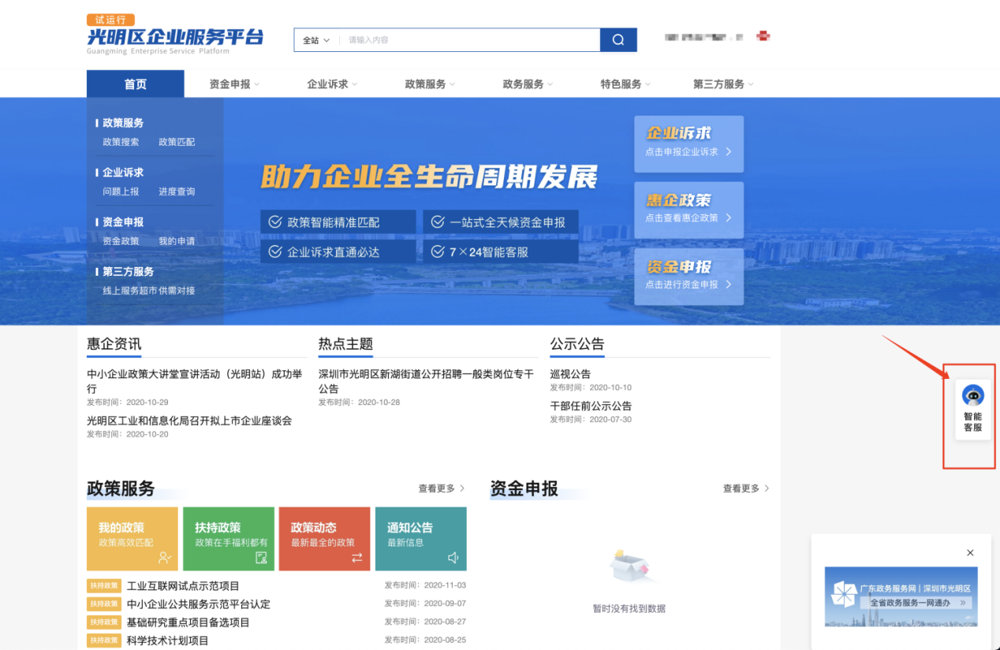 试运行
光明区企业服务平台
Guangming Enterprise Service Platform
全站 请输入内容
首页 资金申报 企业诉求 政策服务 政务服务 特色服务 第三方服务
政策服务
政策搜索 政策匹配
企业诉求
问题上报 进度查询
资金申报
资金政策 我的申请
第三方服务
线上服务超市 供需对接
助力企业全生命周期发展
政策智能精准匹配 一站式全天候资金申报
企业诉求直通必达 7×24智能客服
企业诉求
点击申报企业诉求
惠企政策
点击查看惠企政策
资金申报
点击进行资金申报
惠企资讯
中小企业政策大讲堂宣讲活动（光明站）成功举
行
发布时间：2020-10-29
光明区工业和信息化局召开拟上市企业座谈会
发布时间：2020-10-20
热点主题
深圳市光明区新湖街道公开招聘一般类岗位专干
公告
发布时间：2020-10-28
公示公告
巡视公告
发布时间：2020-10-10
干部任前公示公告
发布时间：2020-07-30
智能
客服
政策服务 查看更多
我的政策
政策高效匹配
扶持政策
政策在手福利都有
政策动态
最新最全的政策
通知公告
最新信息
扶持政策 工业互联网试点示范项目 发布时间：2020-11-03
扶持政策 中小企业公共服务示范平台认定 发布时间：2020-09-07
扶持政策 基础研究重点项目备选项目 发布时间：2020-08-27
扶持政策 科学技术计划项目 发布时间：2020-08-25
资金申报 查看更多
暂时没有找到数据
广东政务服务网 | 深圳市光明区
全省政务服务一网通办 »